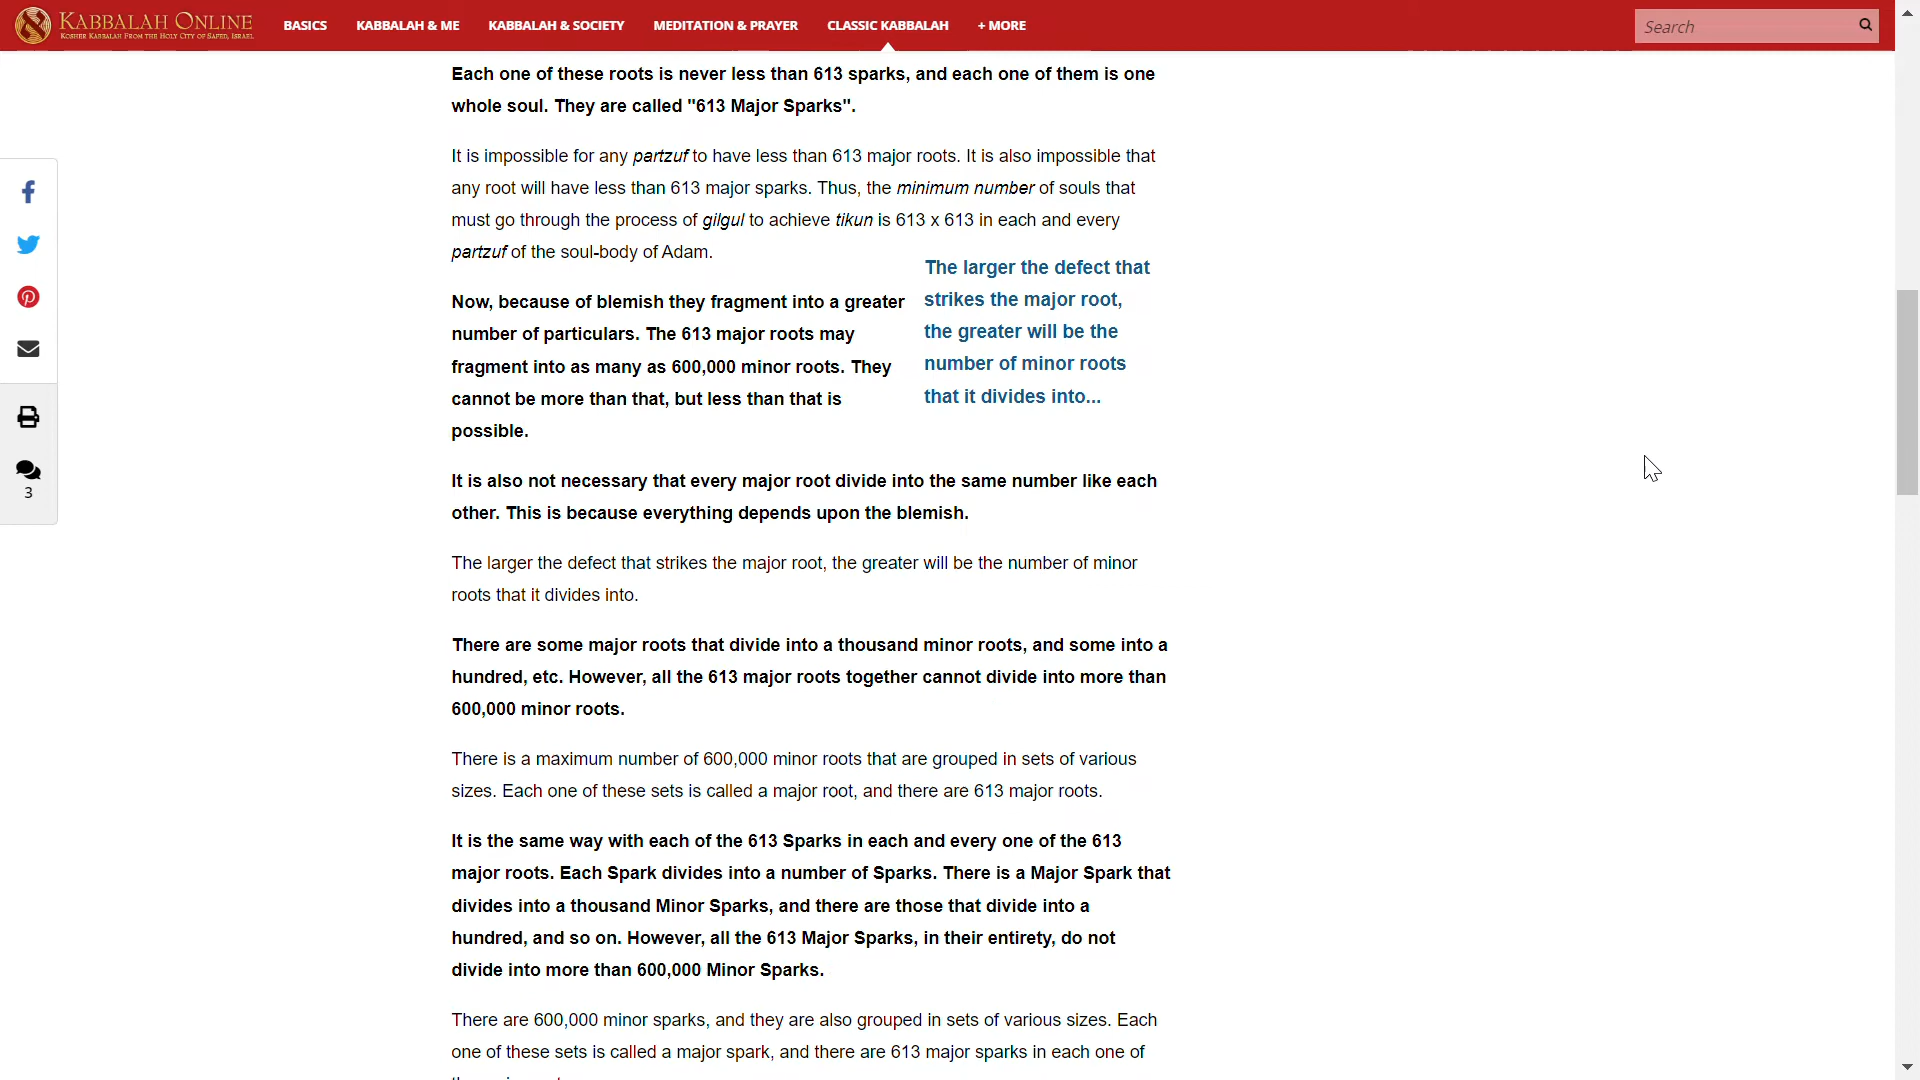 KABBALAH ONLINE
KOSHER KABBALAH FROM THE HOLY CITY OF SAFED, ISRAEL
BASICS
KABBALAH & ME
KABBALAH & SOCIETY
MEDITATION & PRAYER
CLASSIC KABBALAH
+ MORE
Search
Each one of these roots is never less than 613 sparks, and each one of them is one
whole soul. They are called "613 Major Sparks".
It is impossible for any partzuf to have less than 613 major roots. It is also impossible that
any root will have less than 613 major sparks. Thus, the minimum number of souls that
must go through the process of gilgul to achieve tikun is 613 x 613 in each and every
partzuf of the soul-body of Adam.
The larger the defect that
strikes the major root,
the greater will be the
number of minor roots
that it divides into...
Now, because of blemish they fragment into a greater
number of particulars. The 613 major roots may
fragment into as many as 600,000 minor roots. They
cannot be more than that, but less than that is
possible.
It is also not necessary that every major root divide into the same number like each
other. This is because everything depends upon the blemish.
The larger the defect that strikes the major root, the greater will be the number of minor
roots that it divides into.
There are some major roots that divide into a thousand minor roots, and some into a
hundred, etc. However, all the 613 major roots together cannot divide into more than
600,000 minor roots.
There is a maximum number of 600,000 minor roots that are grouped in sets of various
sizes. Each one of these sets is called a major root, and there are 613 major roots.
It is the same way with each of the 613 Sparks in each and every one of the 613
major roots. Each Spark divides into a number of Sparks. There is a Major Spark that
divides into a thousand Minor Sparks, and there are those that divide into a
hundred, and so on. However, all the 613 Major Sparks, in their entirety, do not
divide into more than 600,000 Minor Sparks.
There are 600,000 minor sparks, and they are also grouped in sets of various sizes. Each
one of these sets is called a major spark, and there are 613 major sparks in each one of
3